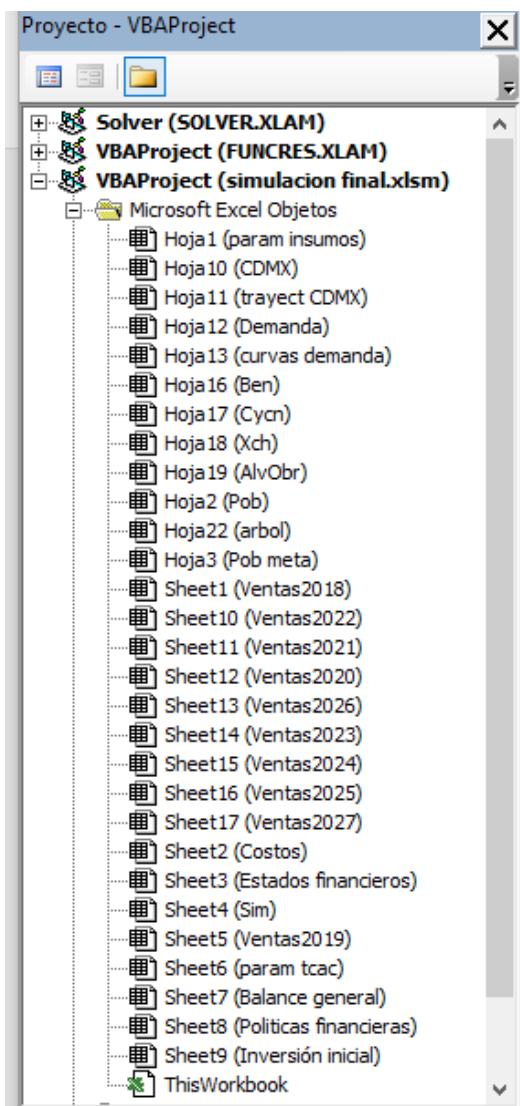 Proyecto - VBAProject
Solver (SOLVER.XLAM)
VBAProject (FUNCRES.XLAM)
VBAProject (simulacion final.xlsm)
Microsoft Excel Objetos
Hoja1 (param insumos)
Hoja10 (CDMX)
Hoja11 (trayect CDMX)
Hoja12 (Demanda)
Hoja13 (curvas demanda)
Hoja16 (Ben)
Hoja17 (Cycn)
Hoja18 (Xch)
Hoja19 (AlvObr)
Hoja2 (Pob)
Hoja22 (arbol)
Hoja3 (Pob meta)
Sheet1 (Ventas2018)
Sheet10 (Ventas2022)
Sheet11 (Ventas2021)
Sheet12 (Ventas2020)
Sheet13 (Ventas2026)
Sheet14 (Ventas2023)
Sheet15 (Ventas2024)
Sheet16 (Ventas2025)
Sheet17 (Ventas2027)
Sheet2 (Costos)
Sheet3 (Estados financieros)
Sheet4 (Sim)
Sheet5 (Ventas2019)
Sheet6 (param tcac)
Sheet7 (Balance general)
Sheet8 (Politicas financieras)
Sheet9 (Inversión inicial)
ThisWorkbook